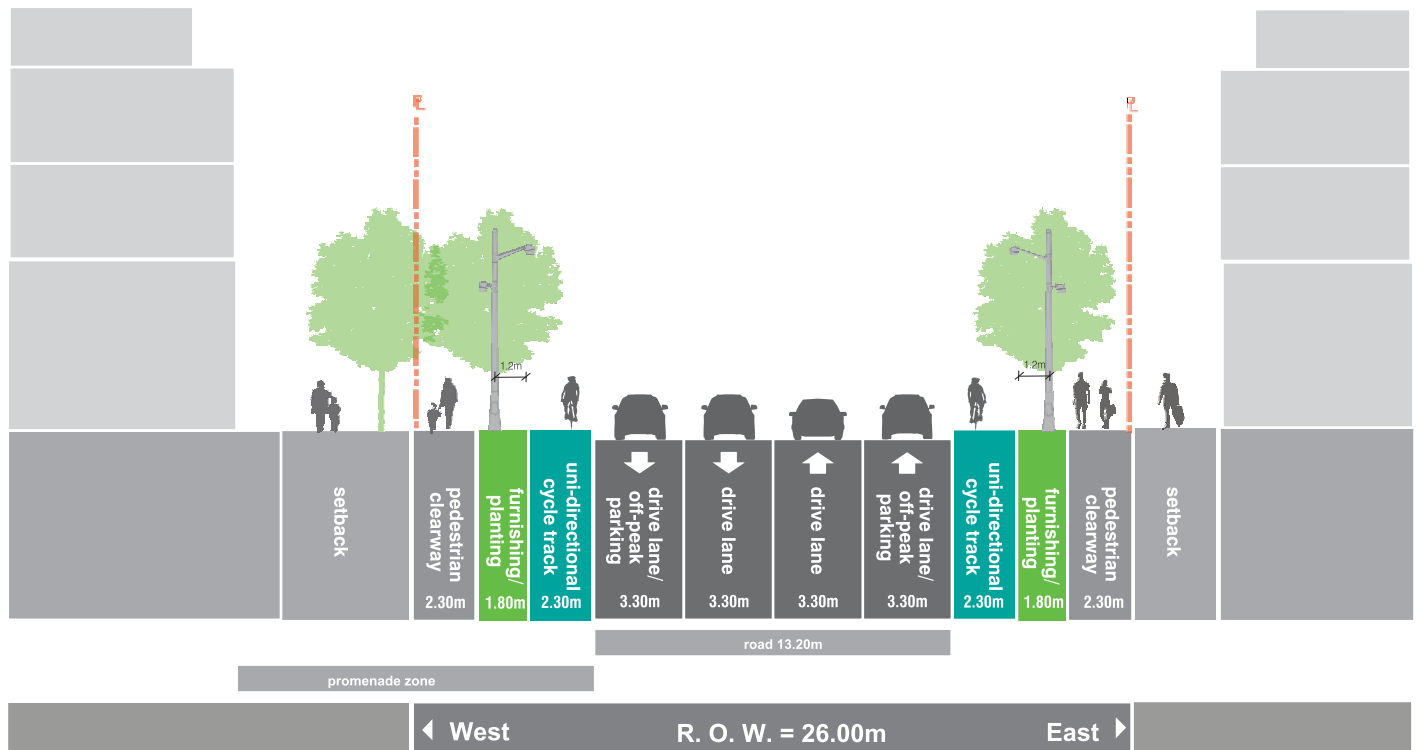 PL
PL
1.2m
1.2m
setback
pedestrian
clearway
2.30m
furnishing/
planting
1.80m
uni-directional
cycle track
2.30m
drive lane/
off-peak
parking
3.30m
drive lane
3.30m
drive lane
3.30m
drive lane/
off-peak
parking
3.30m
uni-directional
cycle track
2.30m
furnishing/
planting
1.80m
pedestrian
clearway
2.30m
setback
road 13.20m
promenade zone
West
R. O. W. = 26.00m
East